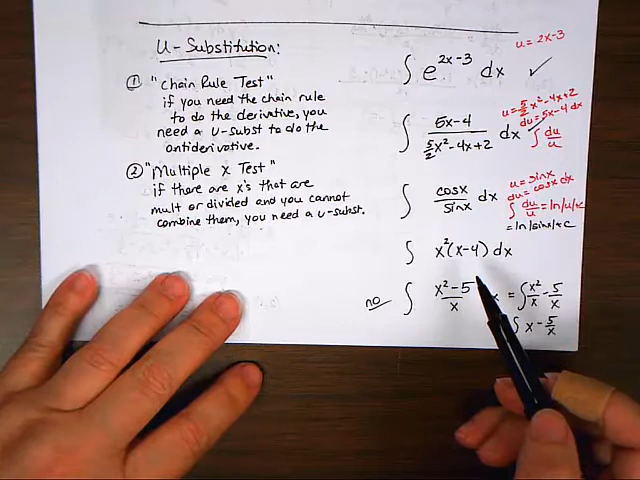 U-Substitution:
① "Chain Rule Test"
if you need the chain rule
to do the derivative, you
need a U-subst to do the
antiderivative.
② "Multiple x Test"
if there are x's that are
mult or divided and you cannot
combine them, you need a u-subst.
u = 2x-3
∫ e^{2x-3} dx ✓
u = 5/2 x² - 4x + 2
du = 5x - 4 dx
∫ (5x-4)/(5/2 x² - 4x + 2) dx ∫ du/u
u = sinx
du = cosx dx
∫ cosx/sinx dx ∫ du/u = ln|u|+c
= ln|sinx|+c
∫ x²(x-4) dx
no ∫ (x²-5)/x x = ∫ x²/x - 5/x
∫ x - 5/x